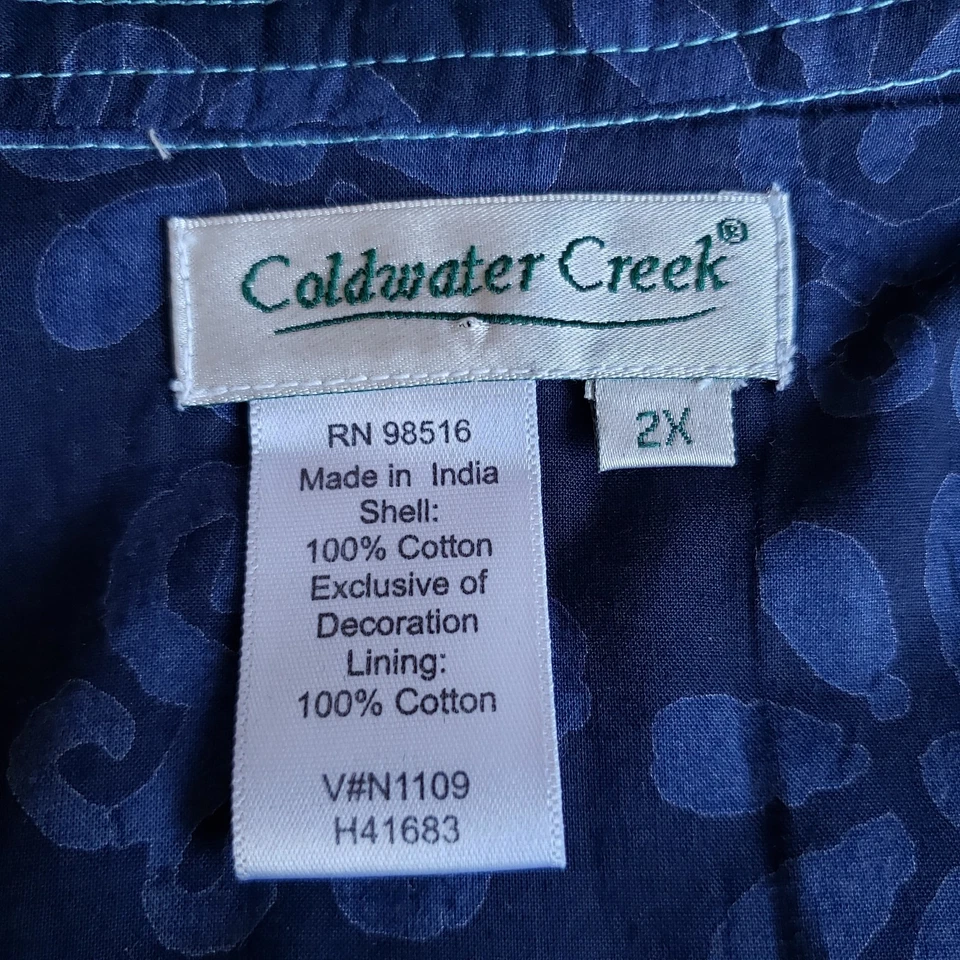 Coldwater Creek®
2X
RN 98516
Made in India
Shell:
100% Cotton
Exclusive of
Decoration
Lining:
100% Cotton
V#N1109
H41683